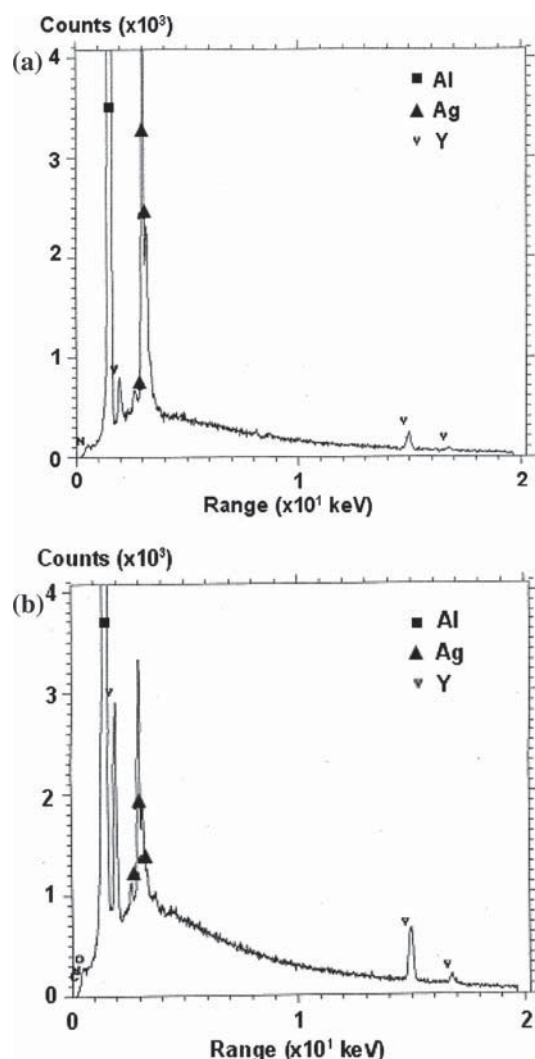 Counts (x10³)
(a)
4
3
2
1
0
■ Al
▲ Ag
Y
Y
Y
Y
N
0 1 2
Range (x10¹ keV)
Counts (x10³)
(b)
4
3
2
1
0
■ Al
▲ Ag
Y
Y
Y
Y
O
C
0 1 2
Range (x10¹ keV)